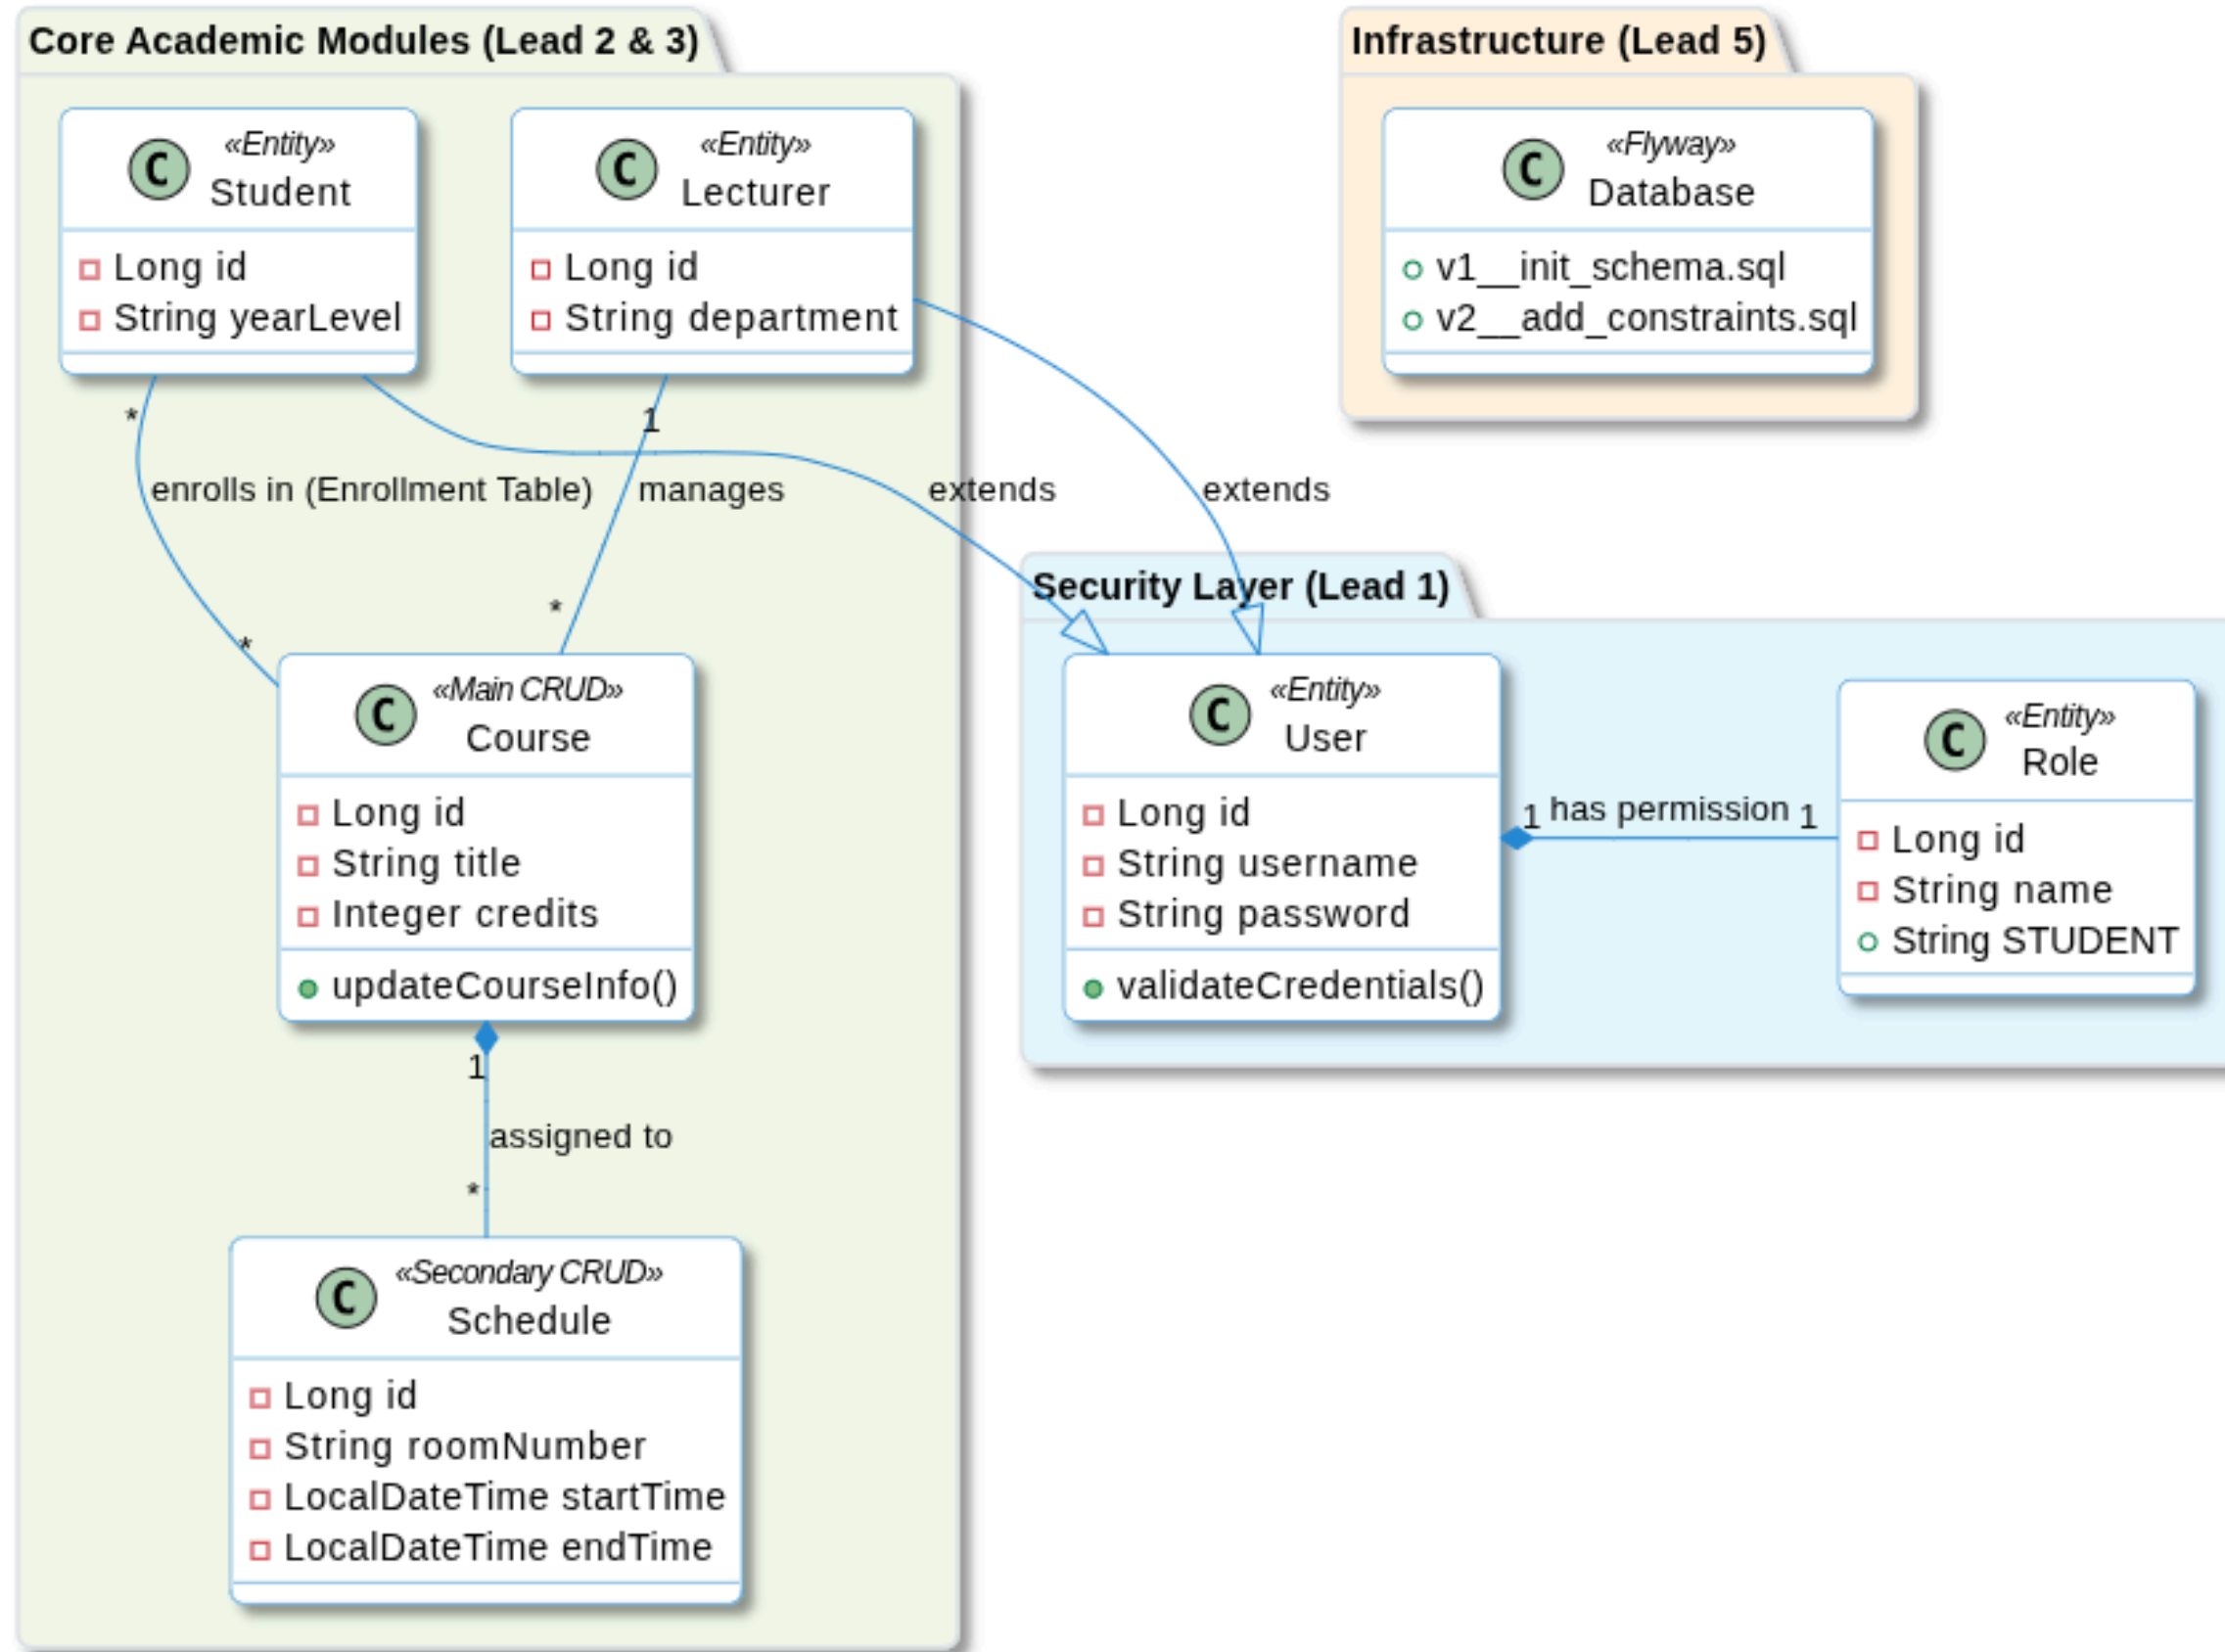 Core Academic Modules (Lead 2 & 3)
«Entity»
Student
Long id
String yearLevel
«Entity»
Lecturer
Long id
String department
Infrastructure (Lead 5)
«Flyway»
Database
v1__init_schema.sql
v2__add_constraints.sql
*
1
enrolls in (Enrollment Table)
manages
extends
extends
*
*
Security Layer (Lead 1)
«Main CRUD»
Course
Long id
String title
Integer credits
updateCourseInfo()
«Entity»
User
Long id
String username
String password
validateCredentials()
1
has permission
1
«Entity»
Role
Long id
String name
String STUDENT
1
assigned to
*
«Secondary CRUD»
Schedule
Long id
String roomNumber
LocalDateTime startTime
LocalDateTime endTime